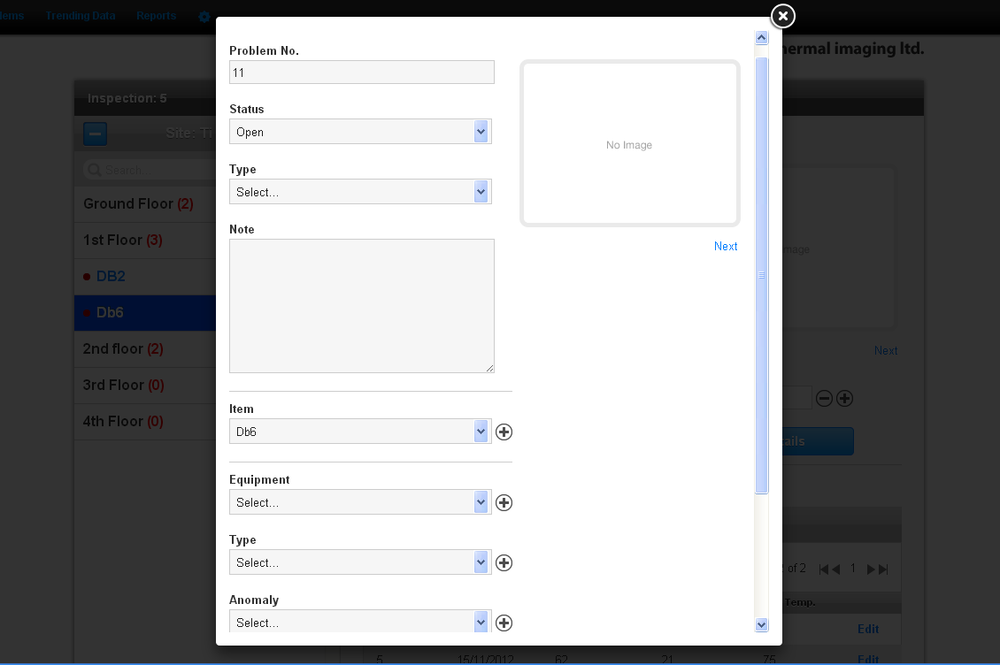 Trending Data
Reports
hermal imaging ltd.
Inspection: 5
Site: Ti
Search
Ground Floor (2)
1st Floor (3)
DB2
Db6
2nd floor (2)
3rd Floor (0)
4th Floor (0)
Problem No.
11
Status
Open
Type
Select...
Note
Item
Db6
Equipment
Select...
Type
Select...
Anomaly
Select...
No Image
Next
mage
Next
ails
of 2
1
Temp.
Edit
5 15/11/2012 62 21 75 Edit